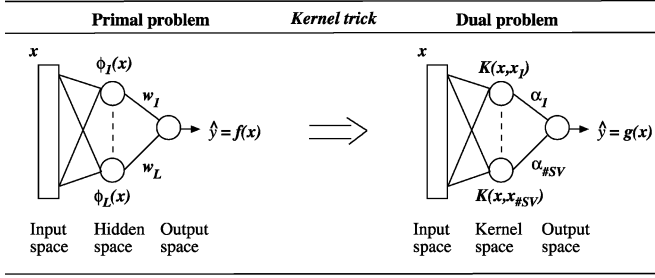 Primal problem Kernel trick Dual problem
x
ϕ1(x)
w1
ŷ = f(x)
wL
ϕL(x)
Input space
Hidden space
Output space
x
K(x,x1)
α1
ŷ = g(x)
α#SV
K(x,x#SV)
Input space
Kernel space
Output space